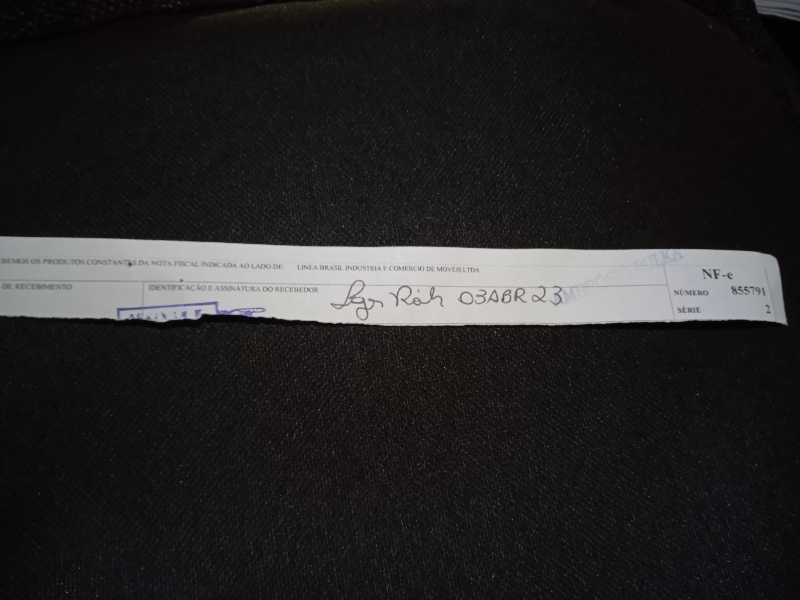 BEMOS OS PRODUTOS CONSTANTES DA NOTA FISCAL INDICADA AO LADO DE: LINEA BRASIL INDUSTRIA E COMERCIO DE MOVEIS LTDA
NF-e
DE RECEBIMENTO
IDENTIFICAÇÃO E ASSINATURA DO RECEBEDOR
03ABR23
NÚMERO 855791
SÉRIE 2